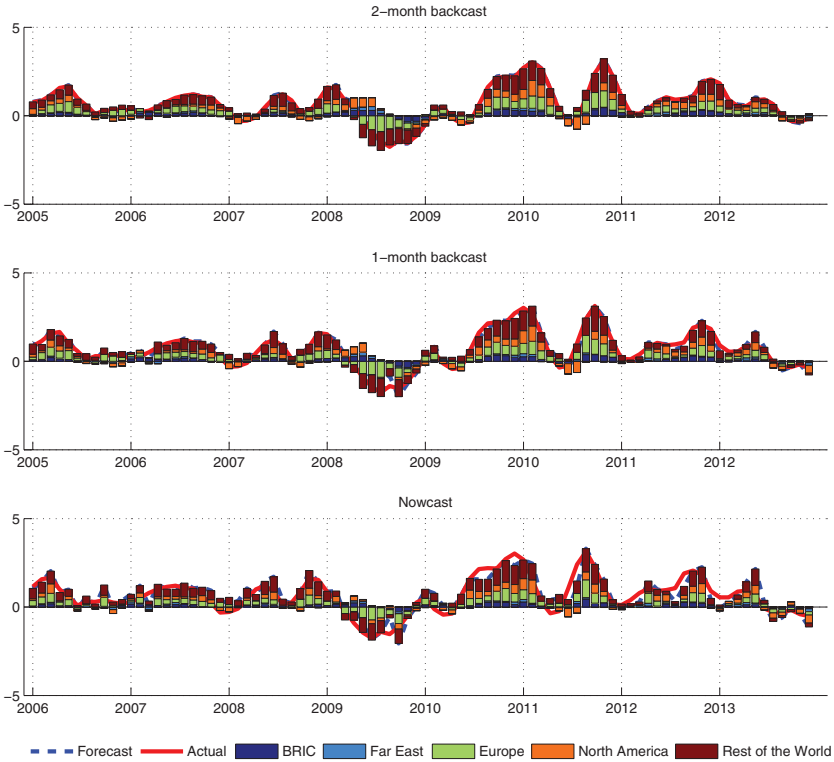 2−month backcast
5
0
−5
2005 2006 2007 2008 2009 2010 2011 2012
1−month backcast
5
0
−5
2005 2006 2007 2008 2009 2010 2011 2012
Nowcast
5
0
−5
2006 2007 2008 2009 2010 2011 2012 2013
Forecast Actual BRIC Far East Europe North America Rest of the World